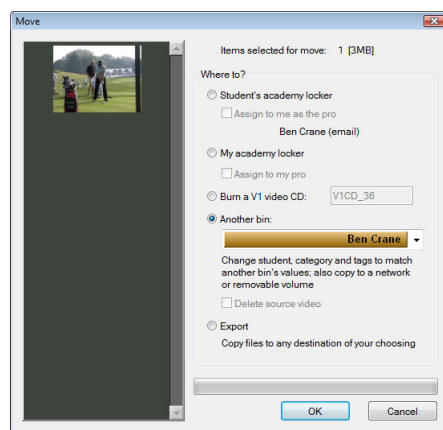 Move
Items selected for move: 1 [3MB]
Where to?
Student's academy locker
Assign to me as the pro
Ben Crane (email)
My academy locker
Assign to my pro
Burn a V1 video CD: V1CD_36
Another bin:
Ben Crane
Change student, category and tags to match
another bin's values; also copy to a network
or removable volume
Delete source video
Export
Copy files to any destination of your choosing
OK Cancel